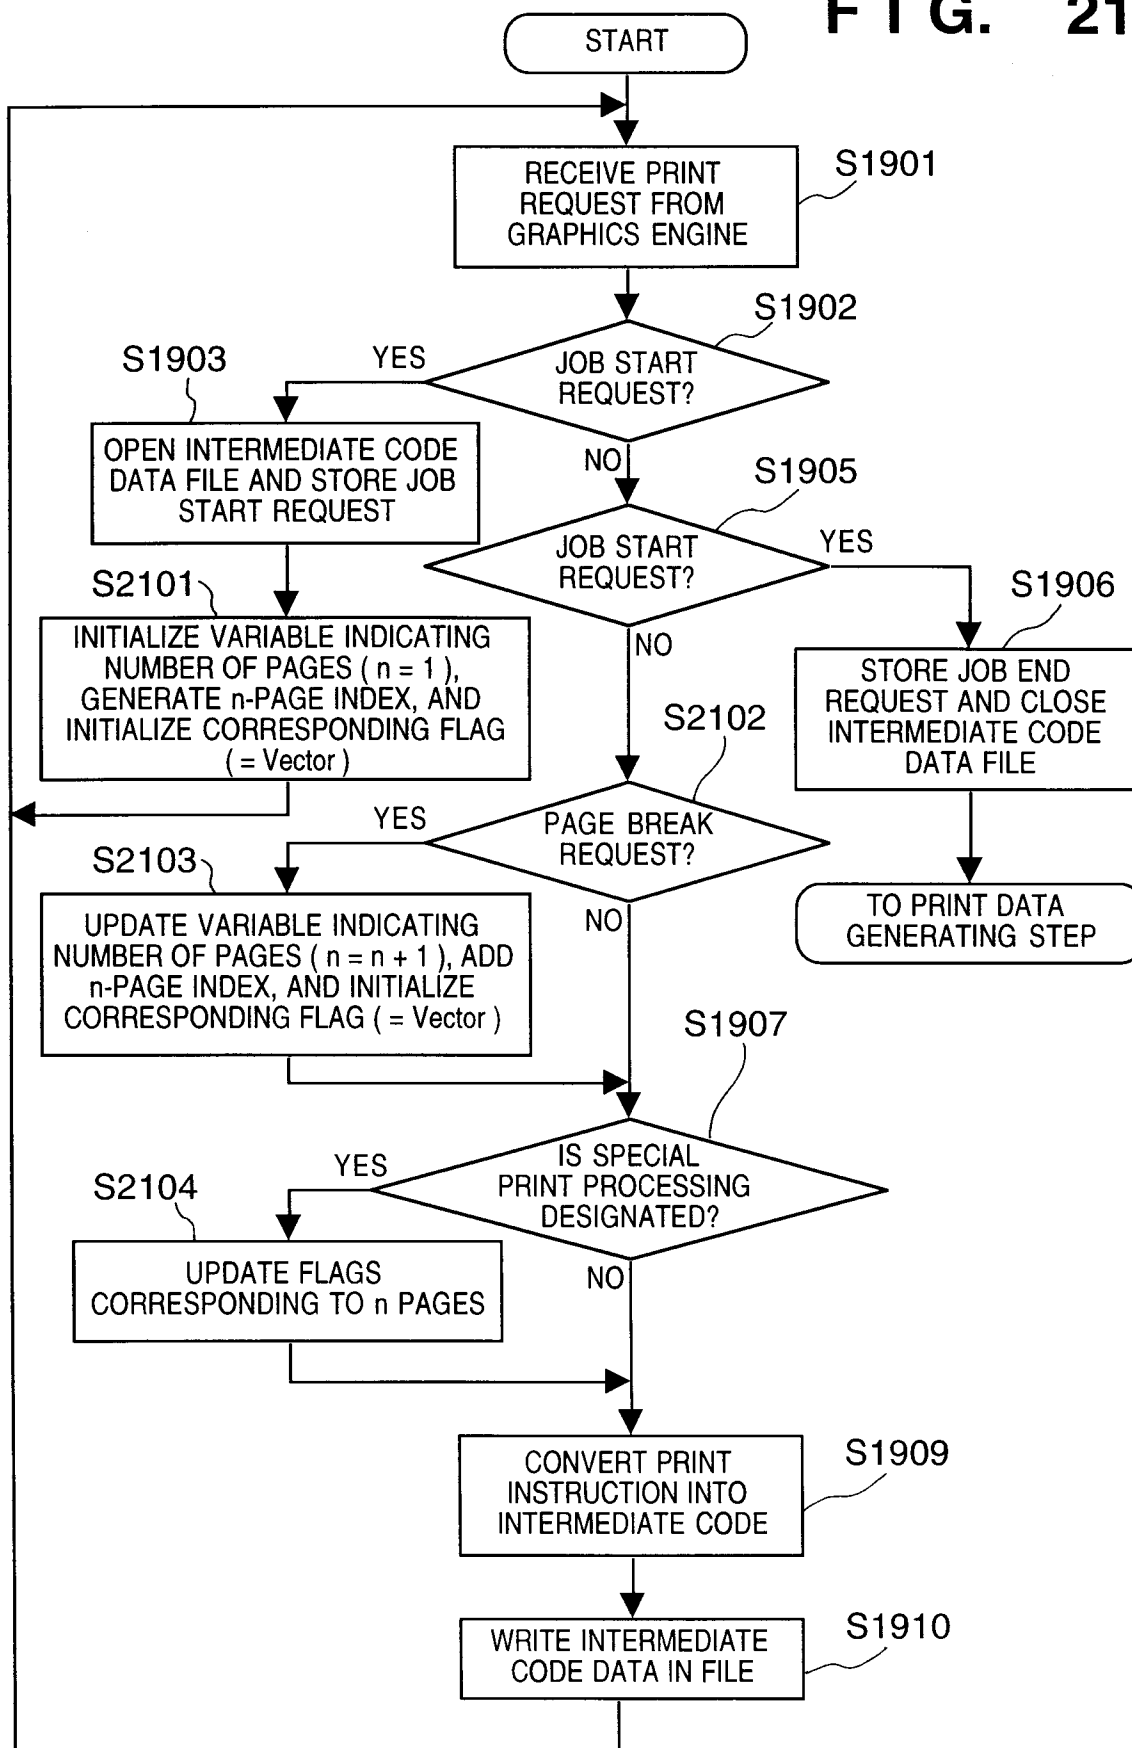 FIG. 21
START
S1901
RECEIVE PRINT
REQUEST FROM
GRAPHICS ENGINE
S1902
JOB START
REQUEST?
YES
NO
S1903
OPEN INTERMEDIATE CODE
DATA FILE AND STORE JOB
START REQUEST
S1905
JOB START
REQUEST?
YES
NO
S2101
INITIALIZE VARIABLE INDICATING
NUMBER OF PAGES ( n = 1 ),
GENERATE n-PAGE INDEX, AND
INITIALIZE CORRESPONDING FLAG
( = Vector )
S1906
STORE JOB END
REQUEST AND CLOSE
INTERMEDIATE CODE
DATA FILE
S2102
PAGE BREAK
REQUEST?
YES
NO
TO PRINT DATA
GENERATING STEP
S2103
UPDATE VARIABLE INDICATING
NUMBER OF PAGES ( n = n + 1 ), ADD
n-PAGE INDEX, AND INITIALIZE
CORRESPONDING FLAG ( = Vector )
S1907
IS SPECIAL
PRINT PROCESSING
DESIGNATED?
YES
NO
S2104
UPDATE FLAGS
CORRESPONDING TO n PAGES
S1909
CONVERT PRINT
INSTRUCTION INTO
INTERMEDIATE CODE
S1910
WRITE INTERMEDIATE
CODE DATA IN FILE